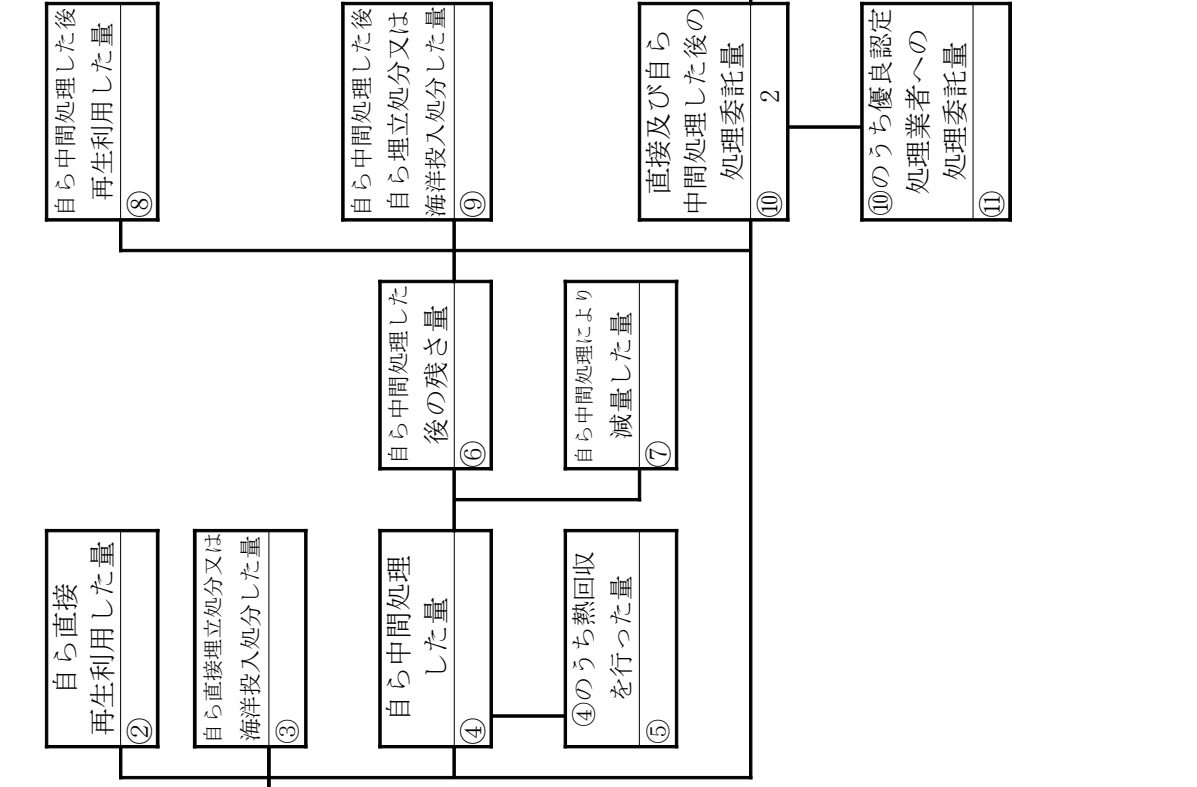 自ら直接
再生利用した量
②
自ら直接埋立処分又は
海洋投入処分した量
③
自ら中間処理
した量
④
④のうち熱回収
を行った量
⑤
自ら中間処理した
後の残さ量
⑥
自ら中間処理により
減量した量
⑦
自ら中間処理した後
再生利用した量
⑧
自ら中間処理した後
自ら埋立処分又は
海洋投入処分した量
⑨
直接及び自ら
中間処理した後の
処理委託量
⑩ 2
⑩のうち優良認定
処理業者への
処理委託量
⑪